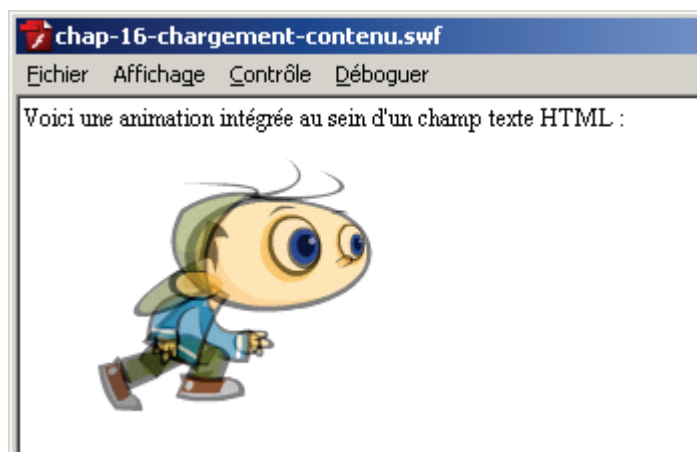 chap-16-chargement-contenu.swf
Fichier Affichage Contrôle Déboguer
Voici une animation intégrée au sein d'un champ texte HTML :